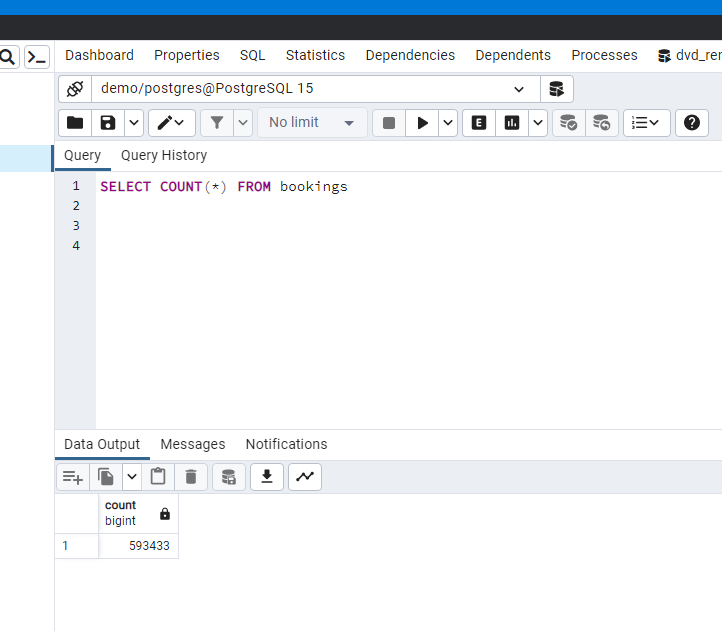 Dashboard Properties SQL Statistics Dependencies Dependents Processes dvd_rer
demo/postgres@PostgreSQL 15
No limit
E
Query Query History
1 SELECT COUNT(*) FROM bookings
2
3
4
Data Output Messages Notifications
count
bigint
1 593433